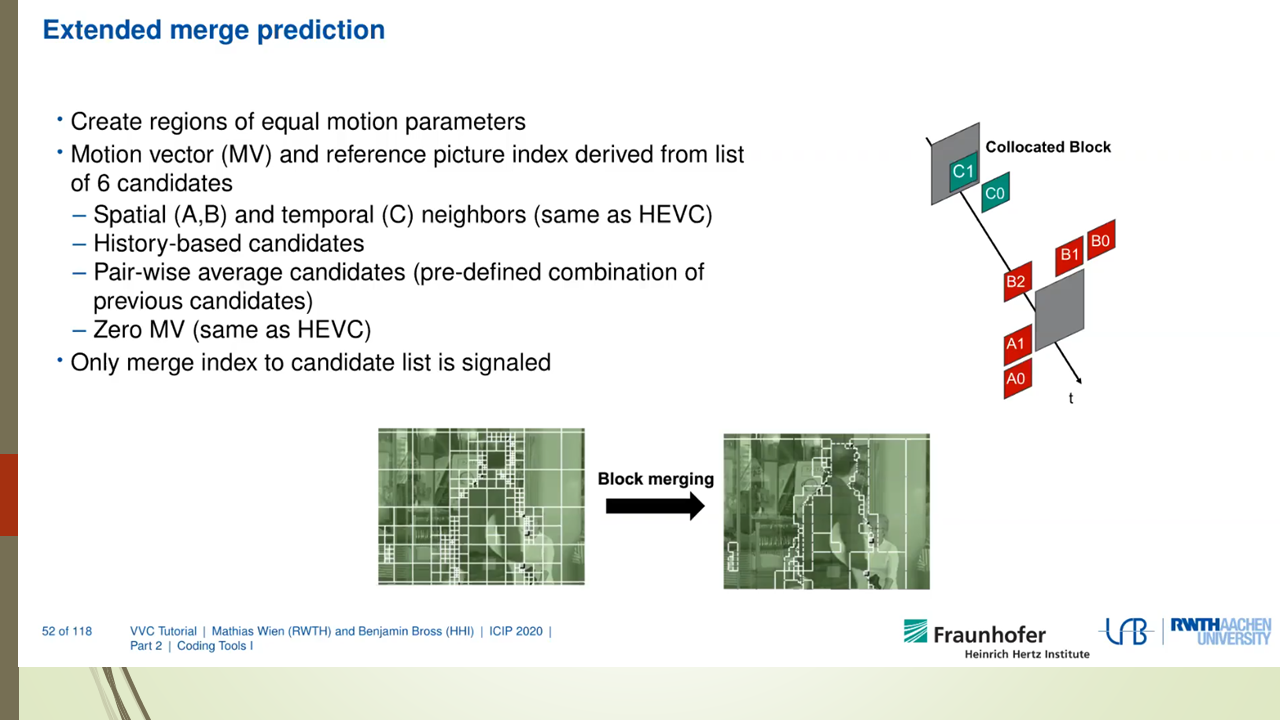 Extended merge prediction
• Create regions of equal motion parameters
• Motion vector (MV) and reference picture index derived from list
of 6 candidates
– Spatial (A,B) and temporal (C) neighbors (same as HEVC)
– History-based candidates
– Pair-wise average candidates (pre-defined combination of
previous candidates)
– Zero MV (same as HEVC)
• Only merge index to candidate list is signaled
Collocated Block
C1
C0
B0
B1
B2
A1
A0
t
Block merging
52 of 118
VVC Tutorial | Mathias Wien (RWTH) and Benjamin Bross (HHI) | ICIP 2020 |
Part 2 | Coding Tools I
Fraunhofer
Heinrich Hertz Institute
RWTH AACHEN
UNIVERSITY